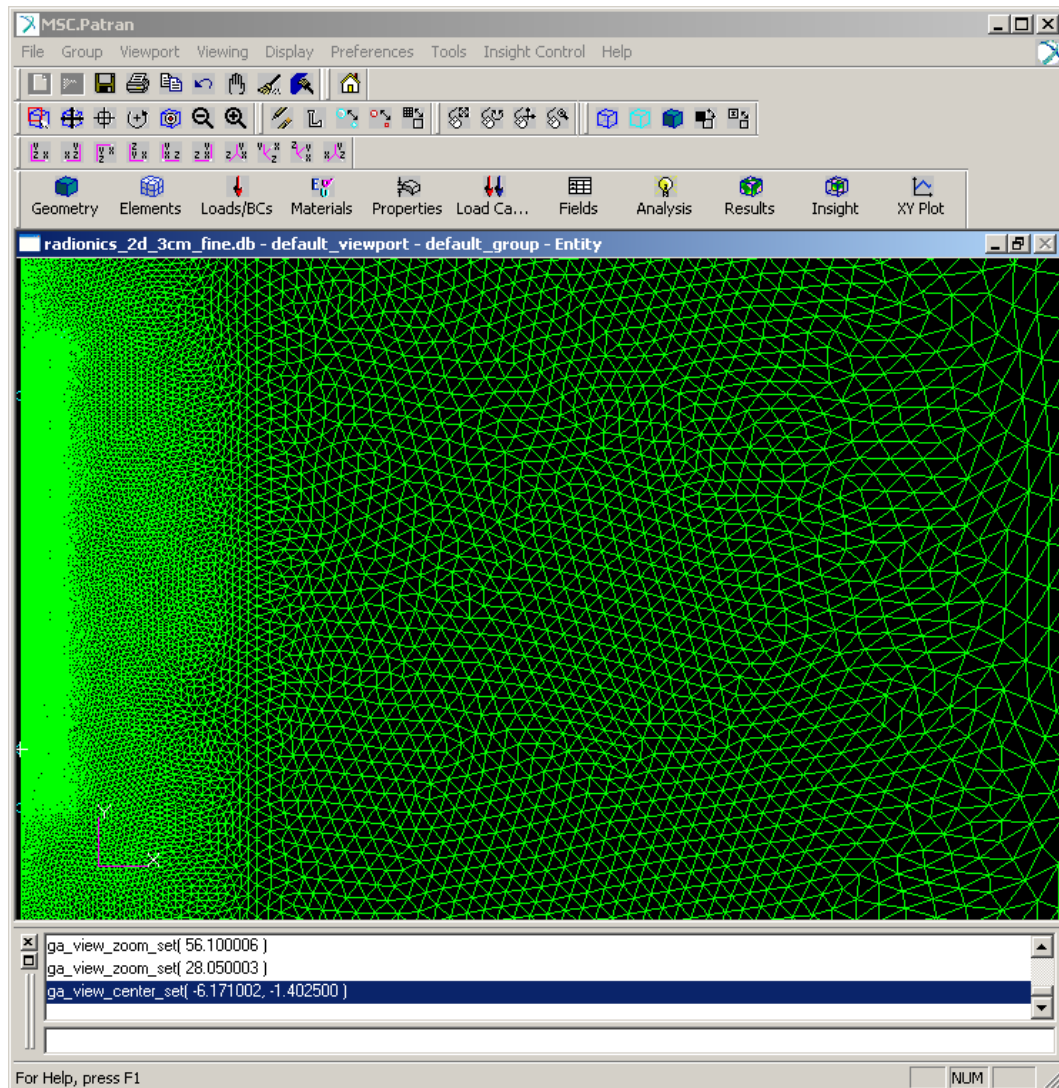 MSC.Patran
File Group Viewport Viewing Display Preferences Tools Insight Control Help
Geometry Elements Loads/BCs Materials Properties Load Ca... Fields Analysis Results Insight XY Plot
radionics_2d_3cm_fine.db - default_viewport - default_group - Entity
Y
X
ga_view_zoom_set( 56.100006 )
ga_view_zoom_set( 28.050003 )
ga_view_center_set( -6.171002, -1.402500 )
For Help, press F1
NUM